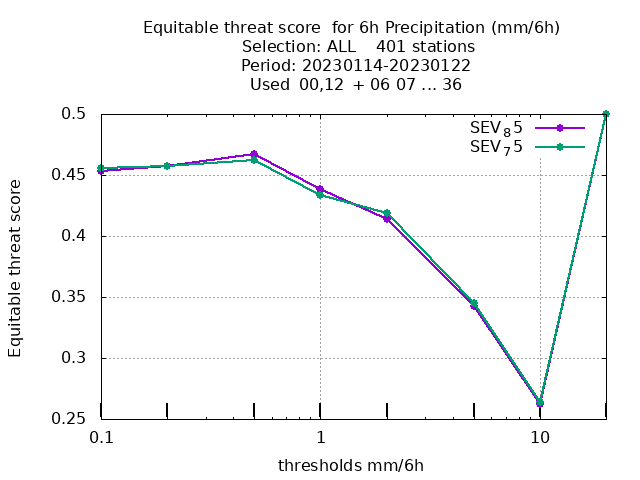 Equitable threat score  for 6h Precipitation (mm/6h)
Selection: ALL    401 stations
Period: 20230114-20230122
Used  00,12  + 06 07 ... 36
SEV₈5
SEV₇5
0.5
0.45
0.4
0.35
0.3
0.25
Equitable threat score
0.1 1 10
thresholds mm/6h